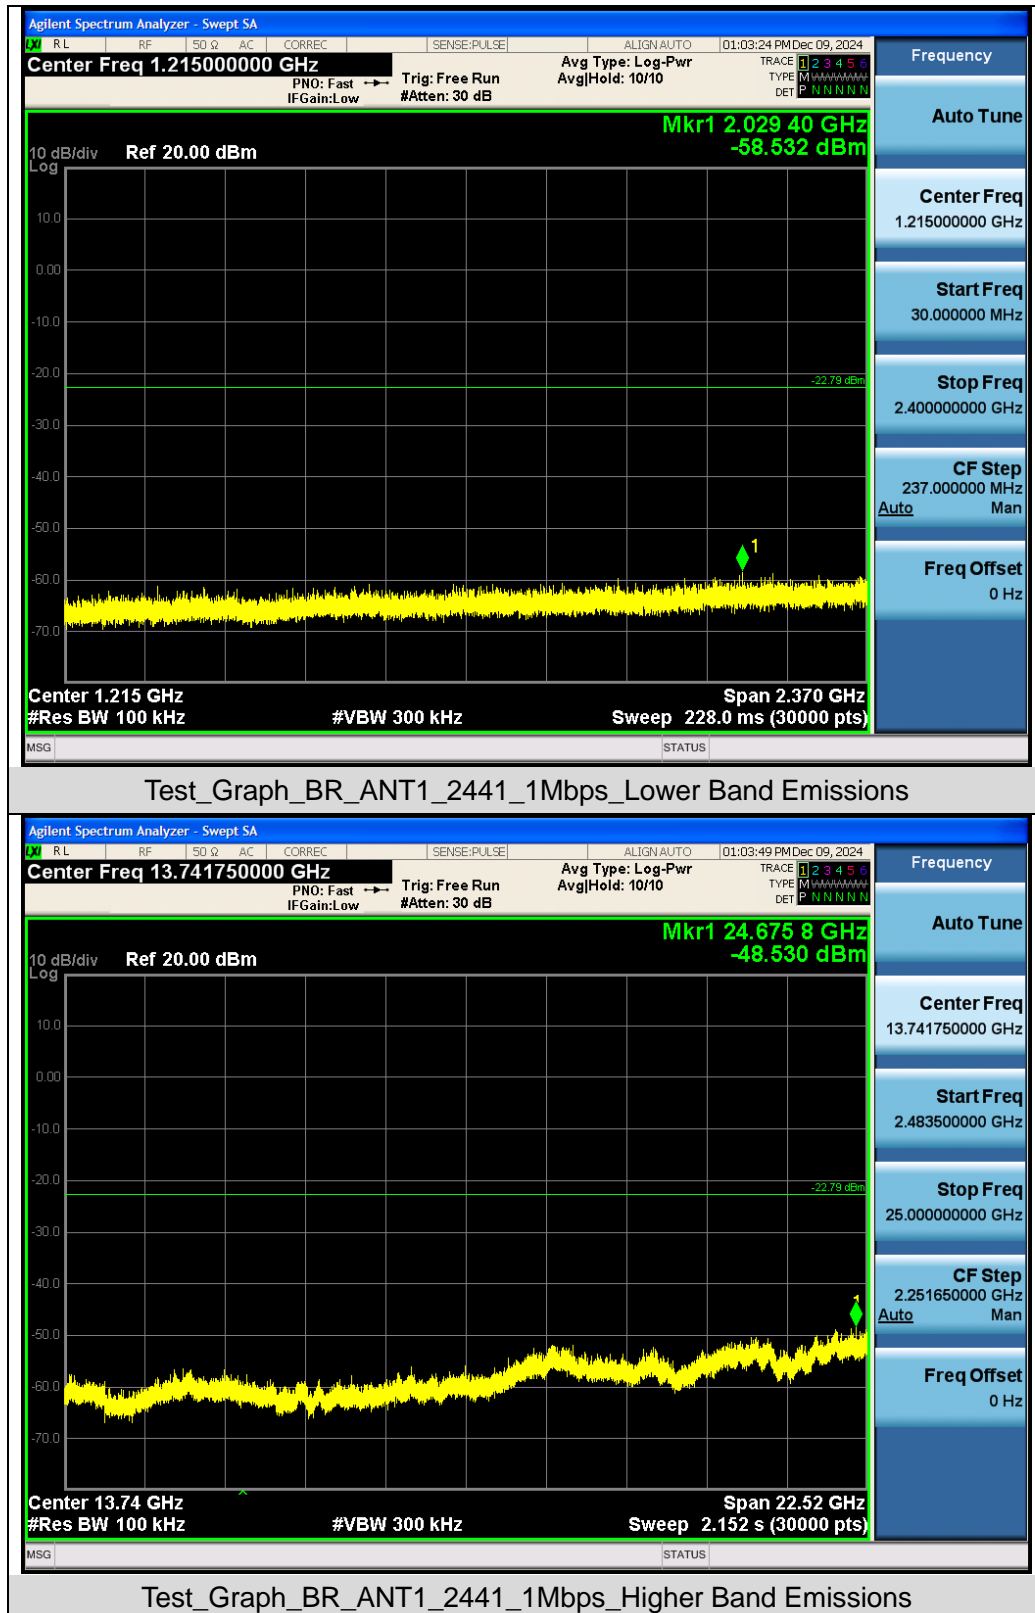 Agilent Spectrum Analyzer - Swept SA
LXI RL RF 50 Ω AC CORREC SENSE:PULSE ALIGN AUTO 01:03:24 PM Dec 09, 2024
Center Freq 1.215000000 GHz
PNO: Fast
IFGain:Low
Trig: Free Run
#Atten: 30 dB
Avg Type: Log-Pwr
Avg|Hold: 10/10
TRACE 1 2 3 4 5 6
TYPE M
DET P N N N N N
Mkr1 2.029 40 GHz
-58.532 dBm
10 dB/div Ref 20.00 dBm
Log
10.0
0.00
-10.0
-20.0
-22.79 dBm
-30.0
-40.0
-50.0
1
-60.0
-70.0
Center 1.215 GHz Span 2.370 GHz
#Res BW 100 kHz #VBW 300 kHz Sweep 228.0 ms (30000 pts)
MSG STATUS
Frequency
Auto Tune
Center Freq
1.215000000 GHz
Start Freq
30.000000 MHz
Stop Freq
2.400000000 GHz
CF Step
237.000000 MHz
Auto Man
Freq Offset
0 Hz
Test_Graph_BR_ANT1_2441_1Mbps_Lower Band Emissions
Agilent Spectrum Analyzer - Swept SA
LXI RL RF 50 Ω AC CORREC SENSE:PULSE ALIGN AUTO 01:03:49 PM Dec 09, 2024
Center Freq 13.741750000 GHz
PNO: Fast
IFGain:Low
Trig: Free Run
#Atten: 30 dB
Avg Type: Log-Pwr
Avg|Hold: 10/10
TRACE 1 2 3 4 5 6
TYPE M
DET P N N N N N
Mkr1 24.675 8 GHz
-48.530 dBm
10 dB/div Ref 20.00 dBm
Log
10.0
0.00
-10.0
-20.0
-22.79 dBm
-30.0
-40.0
1
-50.0
-60.0
-70.0
Center 13.74 GHz Span 22.52 GHz
#Res BW 100 kHz #VBW 300 kHz Sweep 2.152 s (30000 pts)
MSG STATUS
Frequency
Auto Tune
Center Freq
13.741750000 GHz
Start Freq
2.483500000 GHz
Stop Freq
25.000000000 GHz
CF Step
2.251650000 GHz
Auto Man
Freq Offset
0 Hz
Test_Graph_BR_ANT1_2441_1Mbps_Higher Band Emissions